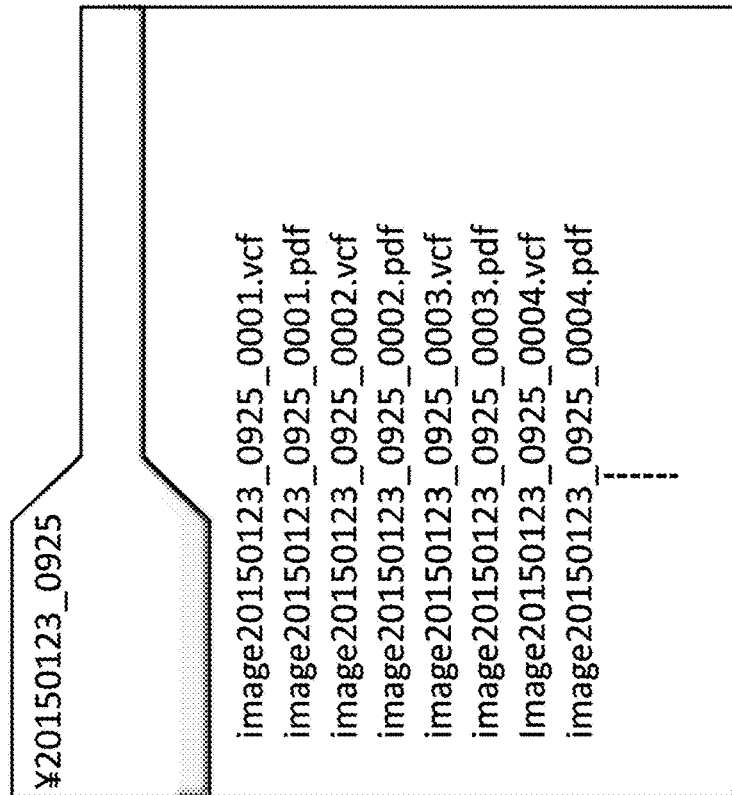 ¥20150123_0925
image20150123_0925_0001.vcf
image20150123_0925_0001.pdf
image20150123_0925_0002.vcf
image20150123_0925_0002.pdf
image20150123_0925_0003.vcf
image20150123_0925_0003.pdf
Image20150123_0925_0004.vcf
image20150123_0925_0004.pdf